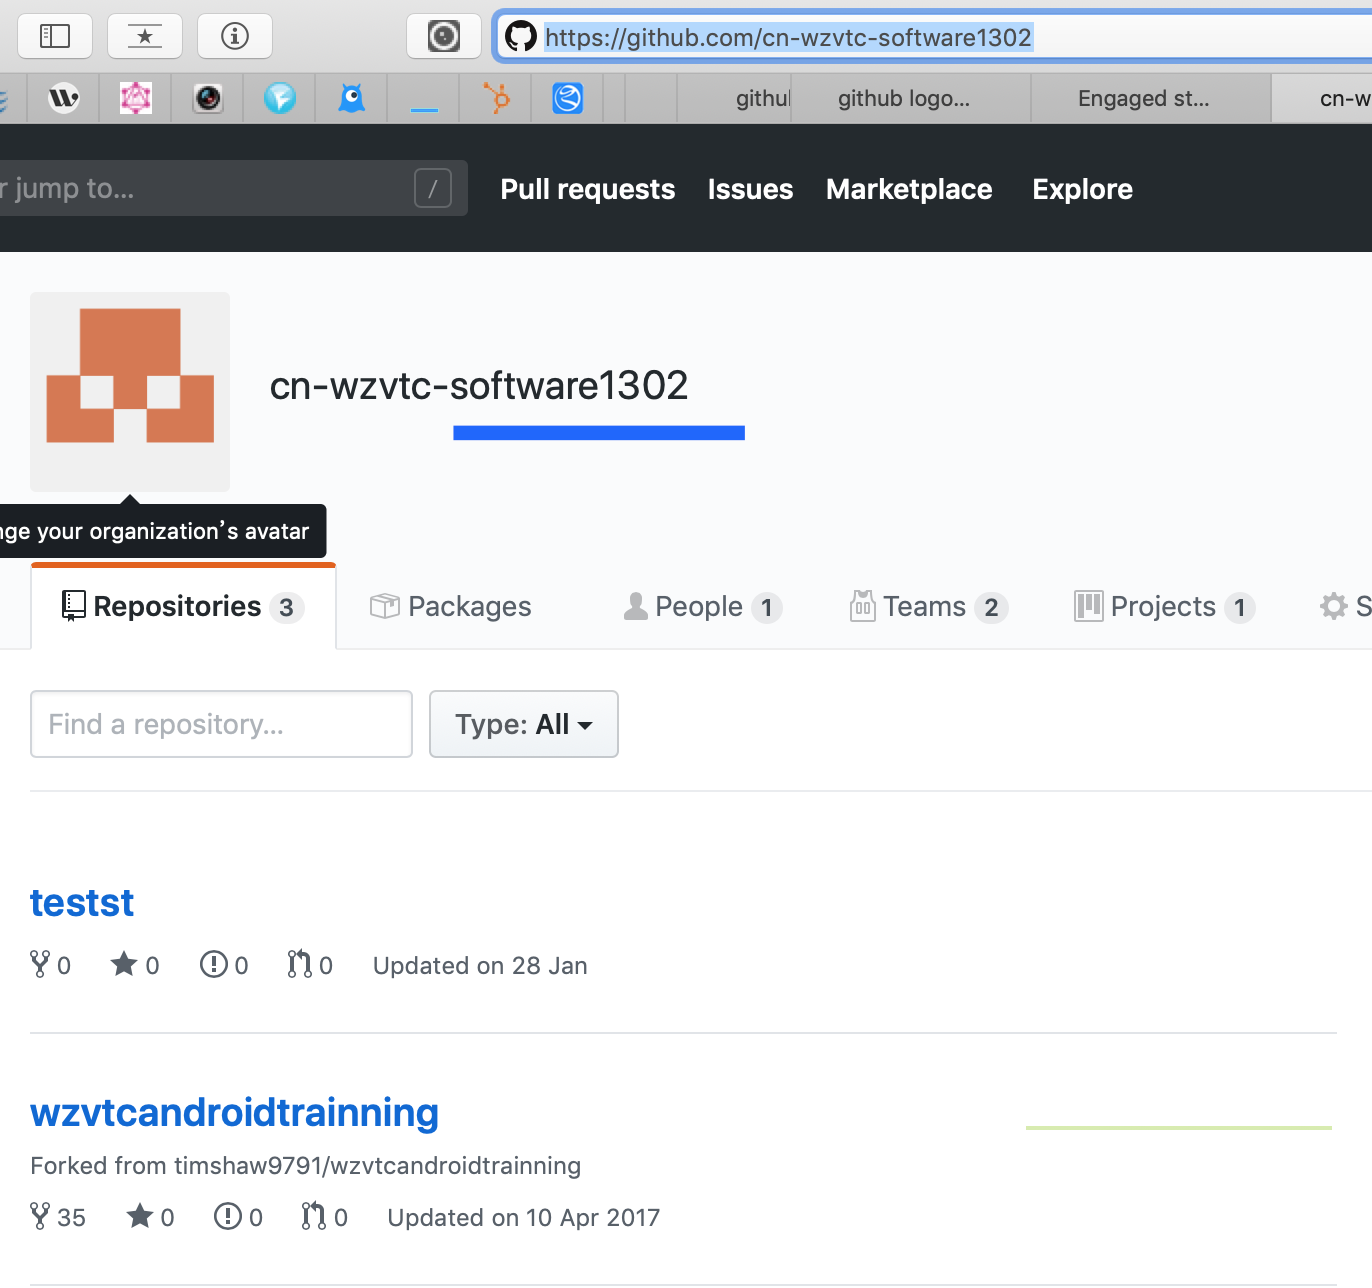 https://github.com/cn-wzvtc-software1302
githul
github logo...
Engaged st...
cn-w
r jump to...
/
Pull requests
Issues
Marketplace
Explore
cn-wzvtc-software1302
nge your organization's avatar
Repositories 3
Packages
People 1
Teams 2
Projects 1
S
Find a repository...
Type: All
testst
0 0 0 0 Updated on 28 Jan
wzvtcandroidtrainning
Forked from timshaw9791/wzvtcandroidtrainning
35 0 0 0 Updated on 10 Apr 2017